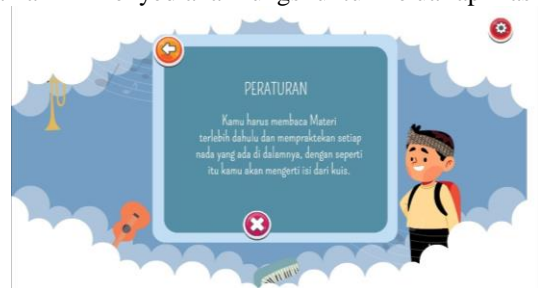 PERATURAN
Kamu harus membaca Materi
terlebih dahulu dan mempraktekan setiap
nada yang ada di dalamnya, dengan seperti
itu kamu akan mengerti isi dari kuis.